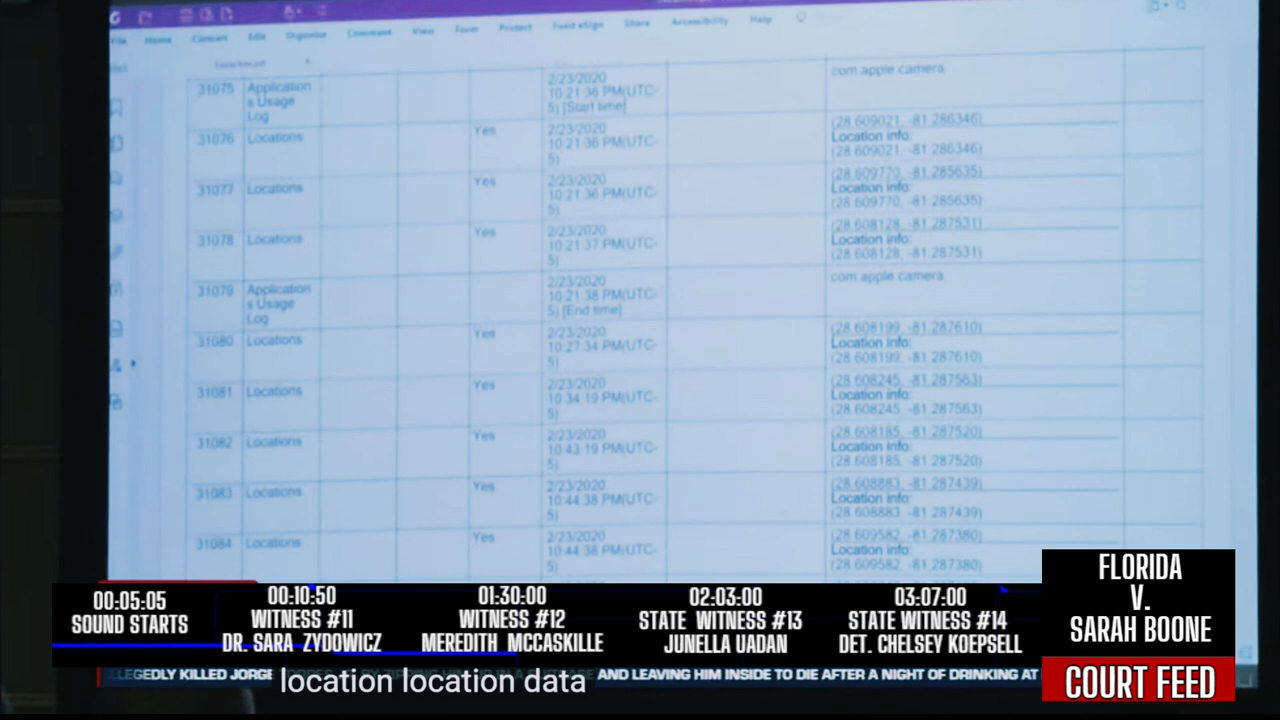 File Home Convert Edit Organize Comment View Form Protect Foxit eSign Share Accessibility Help
31075 Application s Usage Log 2/23/2020 10:21:36 PM(UTC-5) [Start time] com.apple.camera
31076 Locations Yes 2/23/2020 10:21:36 PM(UTC-5) (28.609021, -81.286346)
Location info:
(28.609021, -81.286346)
31077 Locations Yes 2/23/2020 10:21:36 PM(UTC-5) (28.609770, -81.285635)
Location info:
(28.609770, -81.285635)
31078 Locations Yes 2/23/2020 10:21:37 PM(UTC-5) (28.608128, -81.287531)
Location info:
(28.608128, -81.287531)
31079 Application s Usage Log 2/23/2020 10:21:38 PM(UTC-5) [End time] com.apple.camera
31080 Locations Yes 2/23/2020 10:27:34 PM(UTC-5) (28.608199, -81.287610)
Location info:
(28.608199, -81.287610)
31081 Locations Yes 2/23/2020 10:34:19 PM(UTC-5) (28.608245, -81.287563)
Location info:
(28.608245, -81.287563)
31082 Locations Yes 2/23/2020 10:43:19 PM(UTC-5) (28.608185, -81.287520)
Location info:
(28.608185, -81.287520)
31083 Locations Yes 2/23/2020 10:44:38 PM(UTC-5) (28.608883, -81.287439)
Location info:
(28.608883, -81.287439)
31084 Locations Yes 2/23/2020 10:44:38 PM(UTC-5) (28.609582, -81.287380)
Location info:
(28.609582, -81.287380)
00:05:05
SOUND STARTS
00:10:50
WITNESS #11
DR. SARA ZYDOWICZ
01:30:00
WITNESS #12
MEREDITH MCCASKILLE
02:03:00
STATE WITNESS #13
JUNELLA UADAN
03:07:00
STATE WITNESS #14
DET. CHELSEY KOEPSELL
FLORIDA
V.
SARAH BOONE
COURT FEED
LLEGEDLY KILLED JORGE AND LEAVING HIM INSIDE TO DIE AFTER A NIGHT OF DRINKING AT
location location data